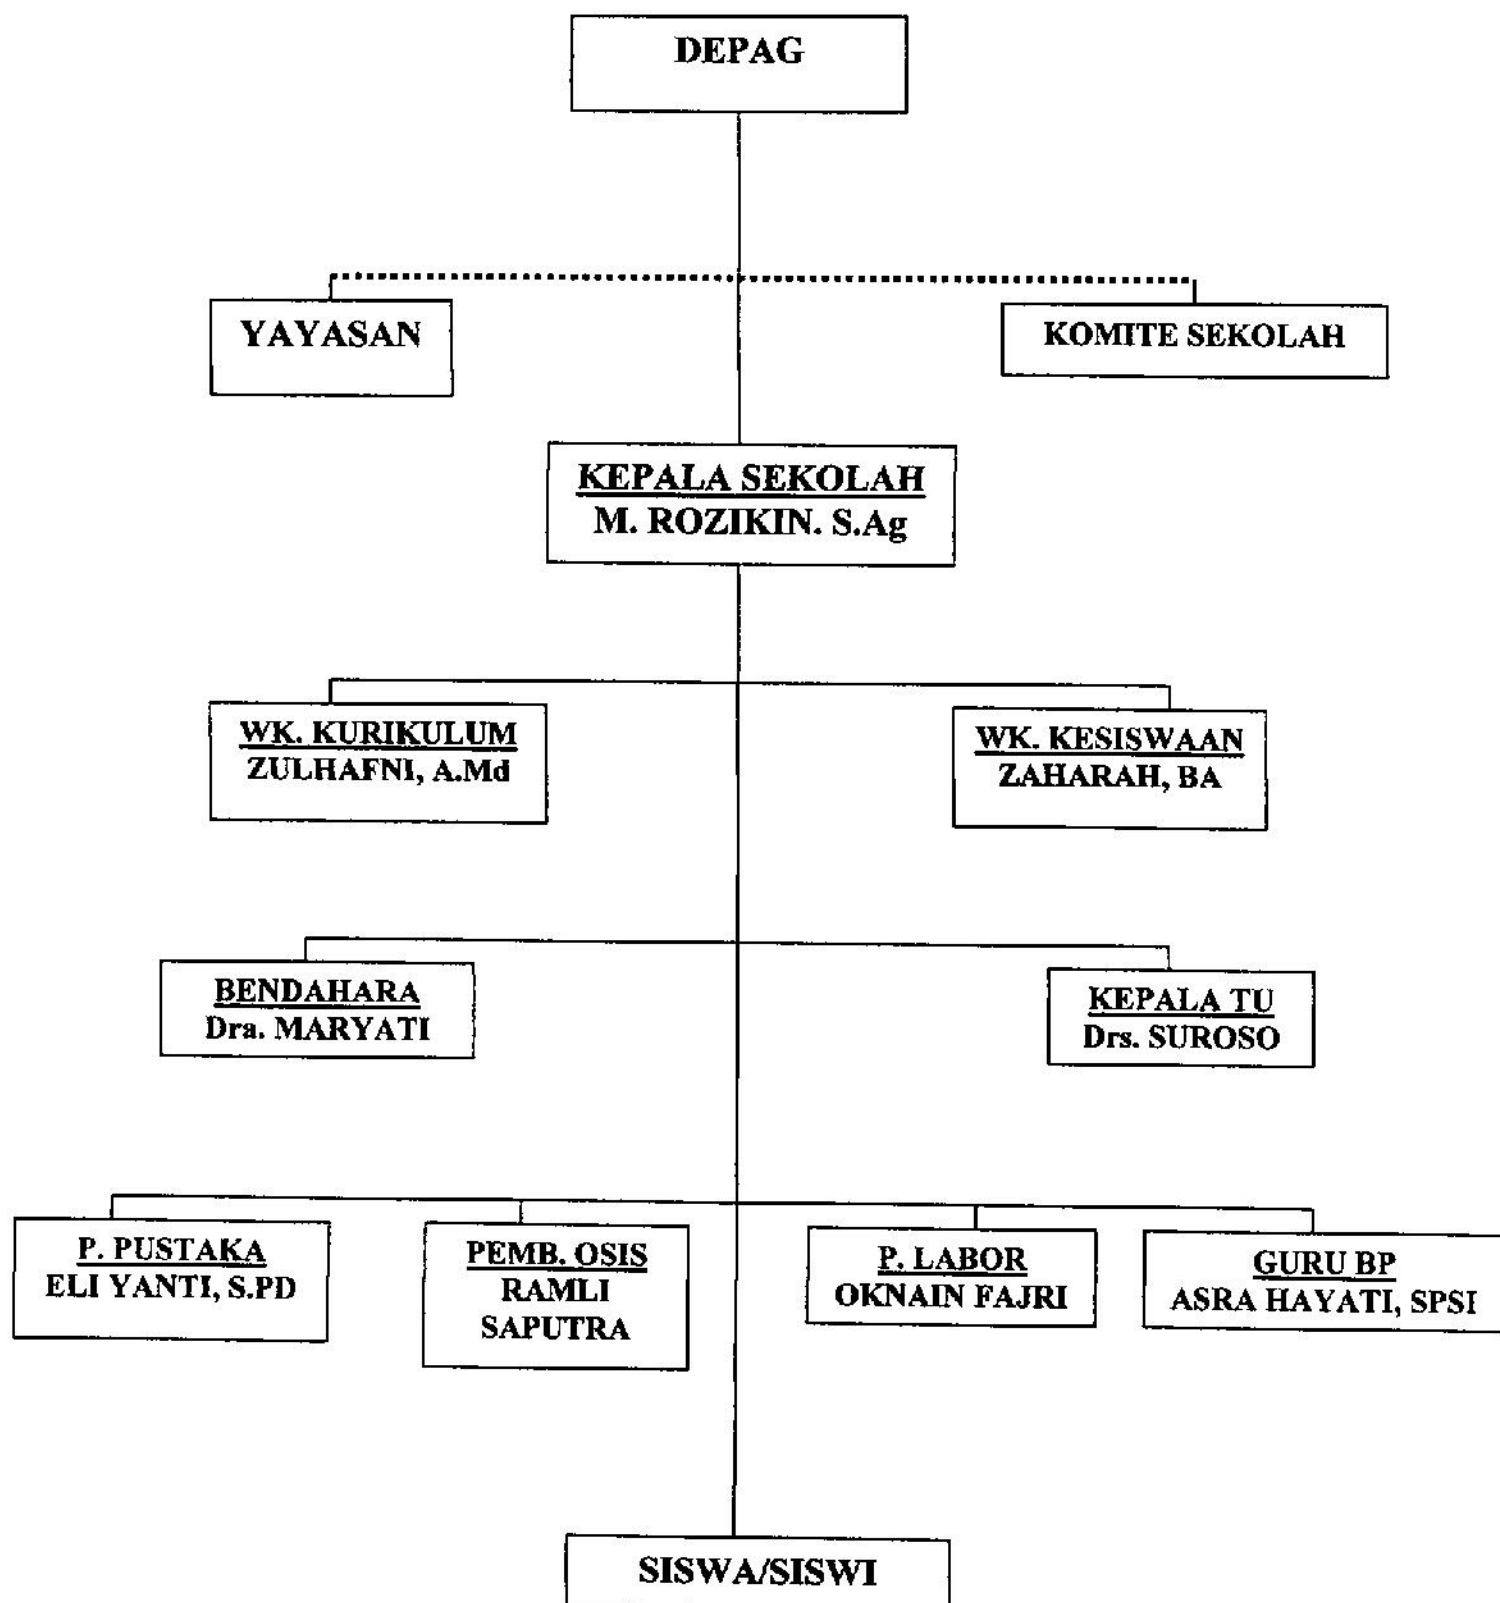 DEPAG
YAYASAN
KOMITE SEKOLAH
KEPALA SEKOLAH
M. ROZIKIN. S.Ag
WK. KURIKULUM
ZULHAFNI, A.Md
WK. KESISWAAN
ZAHARAH, BA
BENDAHARA
Dra. MARYATI
KEPALA TU
Drs. SUROSO
P. PUSTAKA
ELI YANTI, S.PD
PEMB. OSIS
RAMLI
SAPUTRA
P. LABOR
OKNAIN FAJRI
GURU BP
ASRA HAYATI, SPSI
SISWA/SISWI